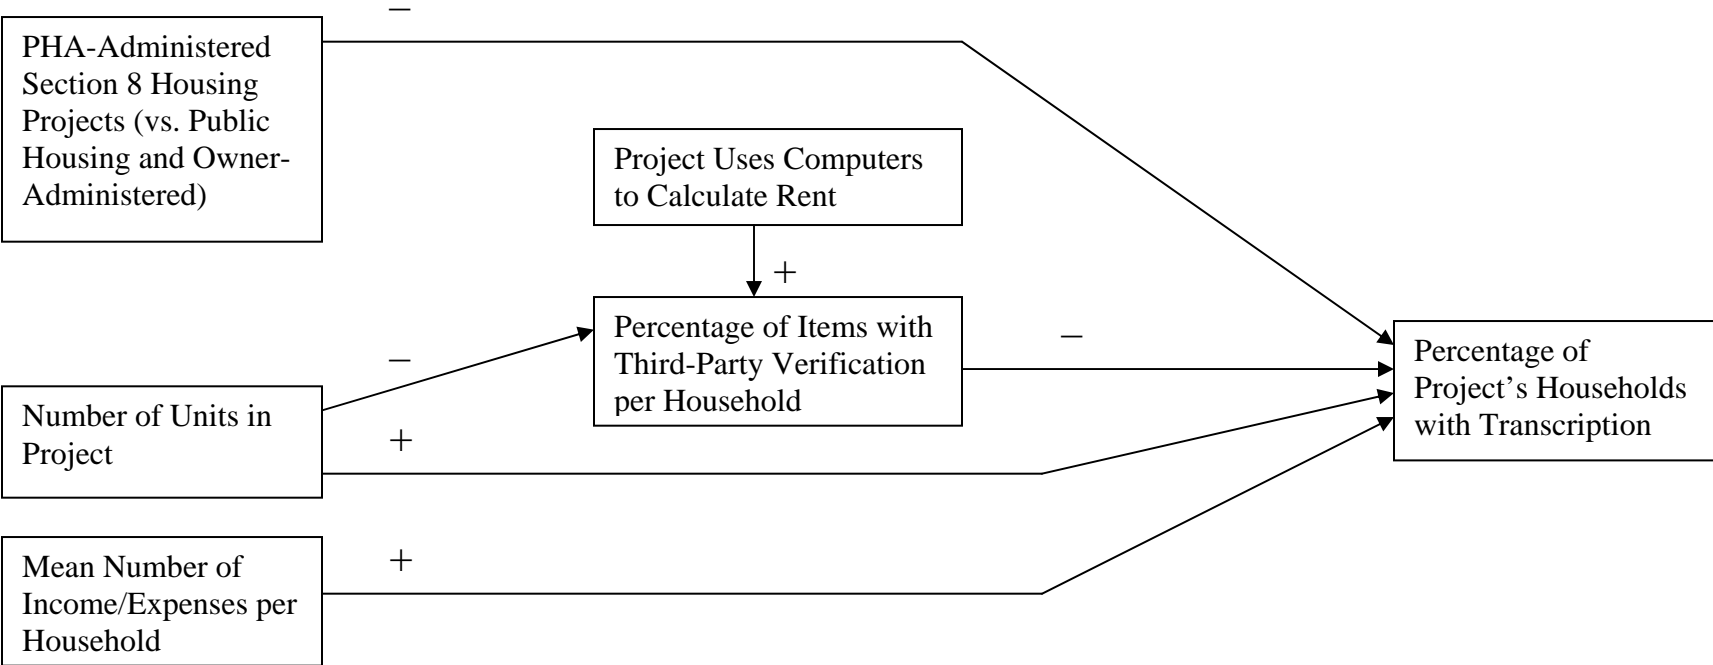 –
PHA-Administered
Section 8 Housing
Projects (vs. Public
Housing and Owner-
Administered)
Project Uses Computers
to Calculate Rent
+
Percentage of Items with
Third-Party Verification
per Household
–
–
Number of Units in
Project
+
Percentage of
Project’s Households
with Transcription
+
Mean Number of
Income/Expenses per
Household